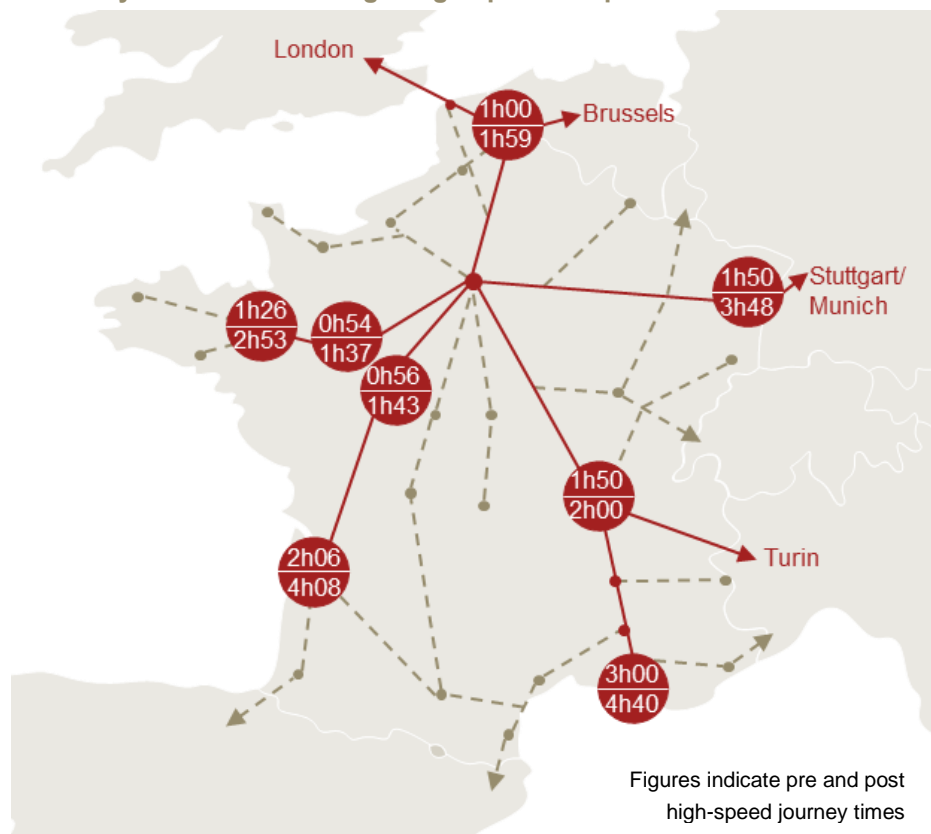 London
1h00
1h59
Brussels
1h50
3h48
Stuttgart/
Munich
1h26
2h53
0h54
1h37
0h56
1h43
1h50
2h00
Turin
2h06
4h08
3h00
4h40
Figures indicate pre and post
high-speed journey times